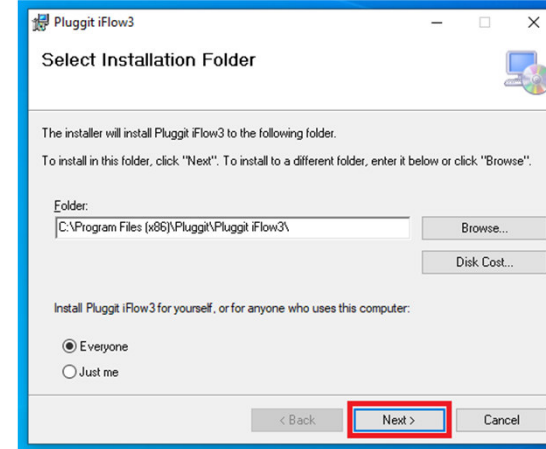 Pluggit iFlow3
Select Installation Folder
The installer will install Pluggit iFlow3 to the following folder.
To install in this folder, click "Next". To install to a different folder, enter it below or click "Browse".
Folder:
C:\Program Files (x86)\Pluggit\Pluggit iFlow3\
Browse...
Disk Cost...
Install Pluggit iFlow3 for yourself, or for anyone who uses this computer:
Everyone
Just me
< Back
Next >
Cancel